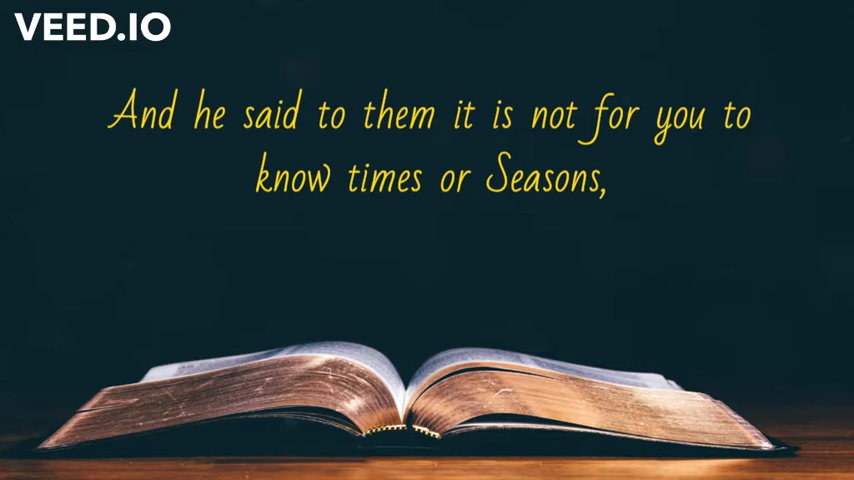 VEED.IO
And he said to them it is not for you to
know times or Seasons,